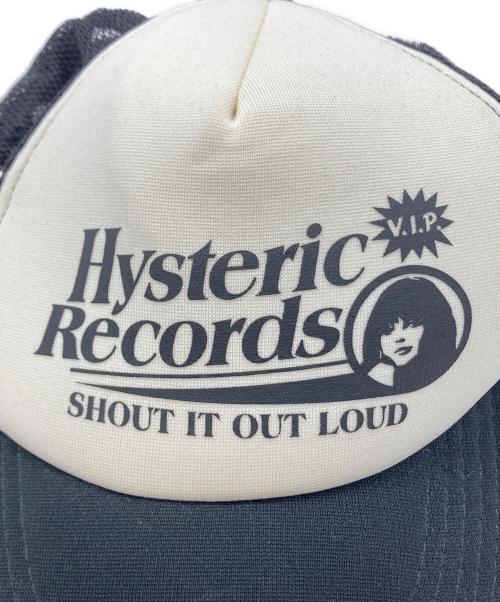 V.I.P.
Hysteric
Records
SHOUT IT OUT LOUD